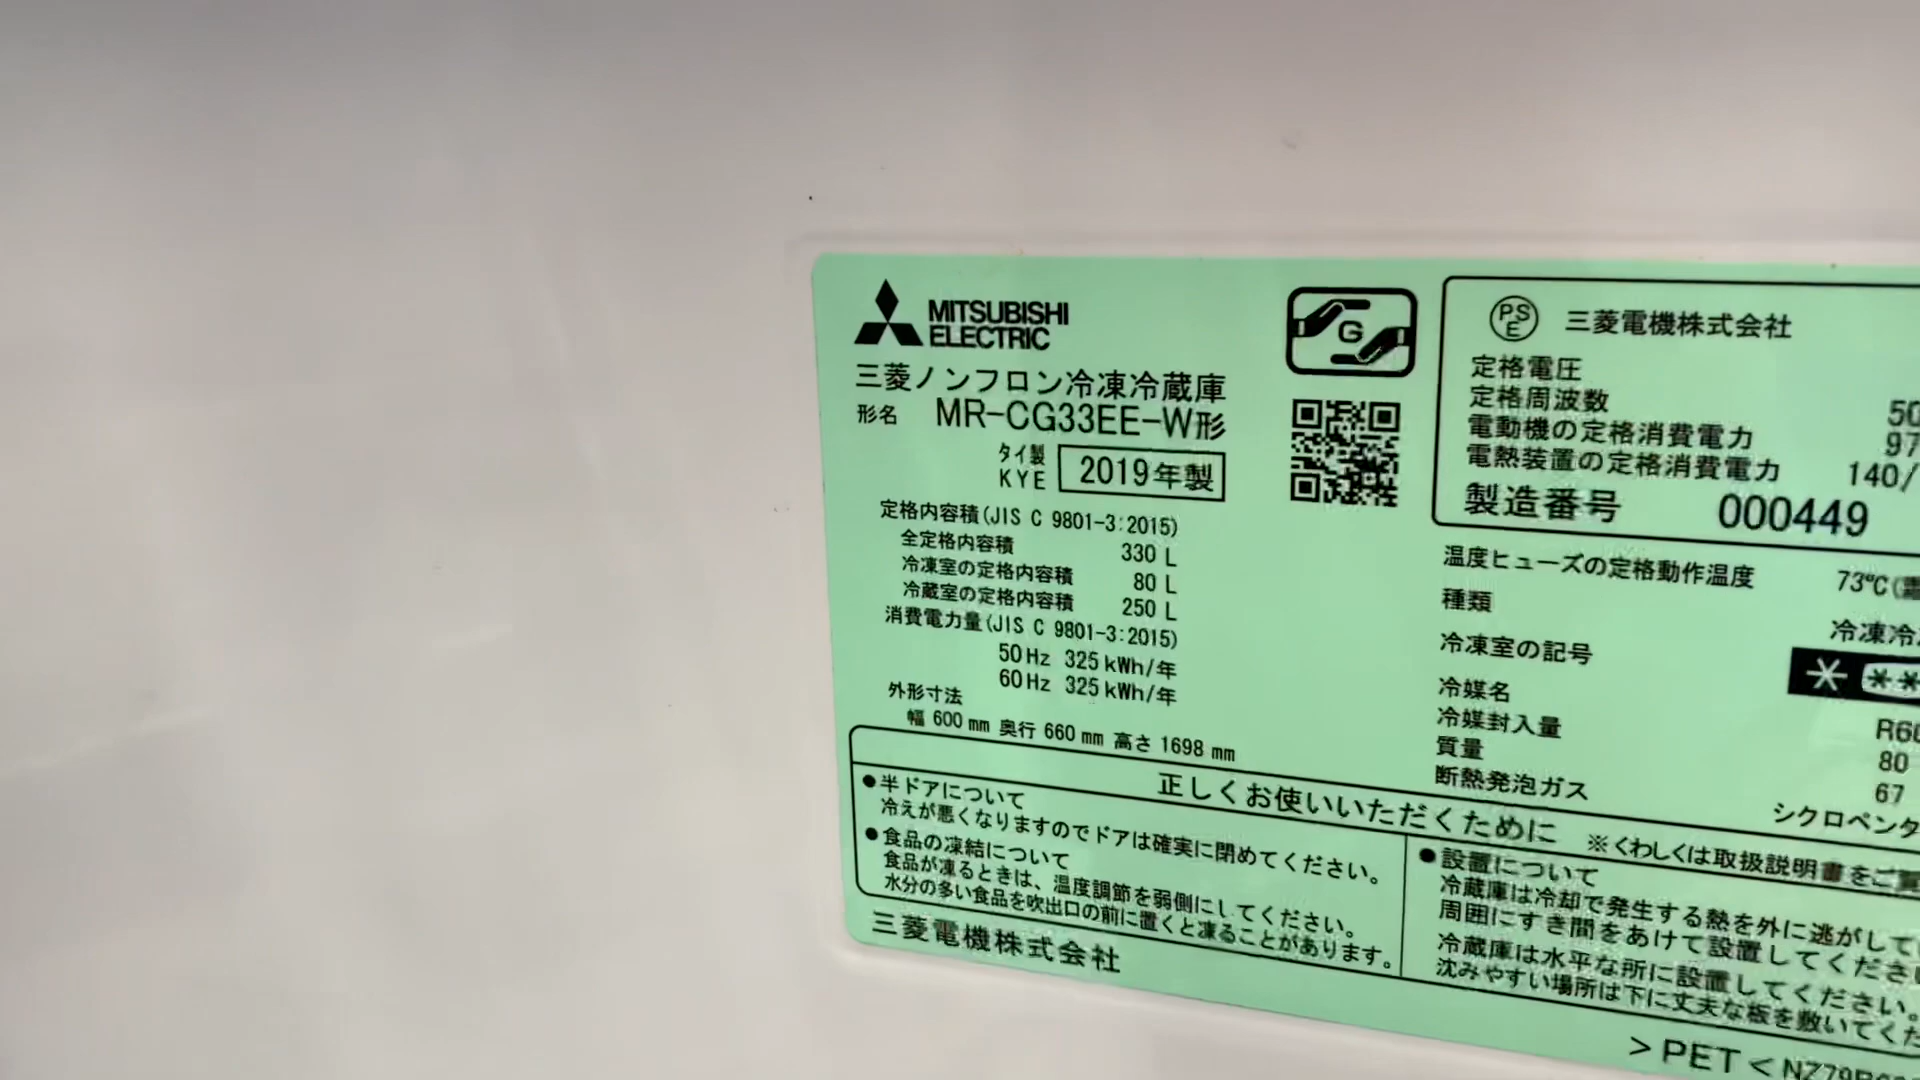 MITSUBISHI
ELECTRIC
三菱ノンフロン冷凍冷蔵庫
形名 MR-CG33EE-W形
タイ製
KYE
2019年製
定格内容積(JIS C 9801-3:2015)
全定格内容積 330 L
冷凍室の定格内容積 80 L
冷蔵室の定格内容積 250 L
消費電力量(JIS C 9801-3:2015)
50Hz 325kWh/年
60Hz 325kWh/年
外形寸法
幅 600 mm 奥行 660 mm 高さ 1698 mm
G
PS
E
三菱電機株式会社
定格電圧
定格周波数 50
電動機の定格消費電力 97
電熱装置の定格消費電力 140/
製造番号 000449
温度ヒューズの定格動作温度 73℃(
種類 冷凍冷
冷凍室の記号
冷媒名 R60
冷媒封入量 80
質量 67
断熱発泡ガス シクロペンタ
正しくお使いいただくために ※くわしくは取扱説明書をご
●半ドアについて
冷えが悪くなりますのでドアは確実に閉めてください。
●食品の凍結について
食品が凍るときは、温度調節を弱側にしてください。
水分の多い食品を吹出口の前に置くと凍ることがあります。
●設置について
冷蔵庫は冷却で発生する熱を外に逃がして
周囲にすき間をあけて設置してくださ
冷蔵庫は水平な所に設置してください。
沈みやすい場所は下に丈夫な板を敷いてくだ
三菱電機株式会社
>PET<